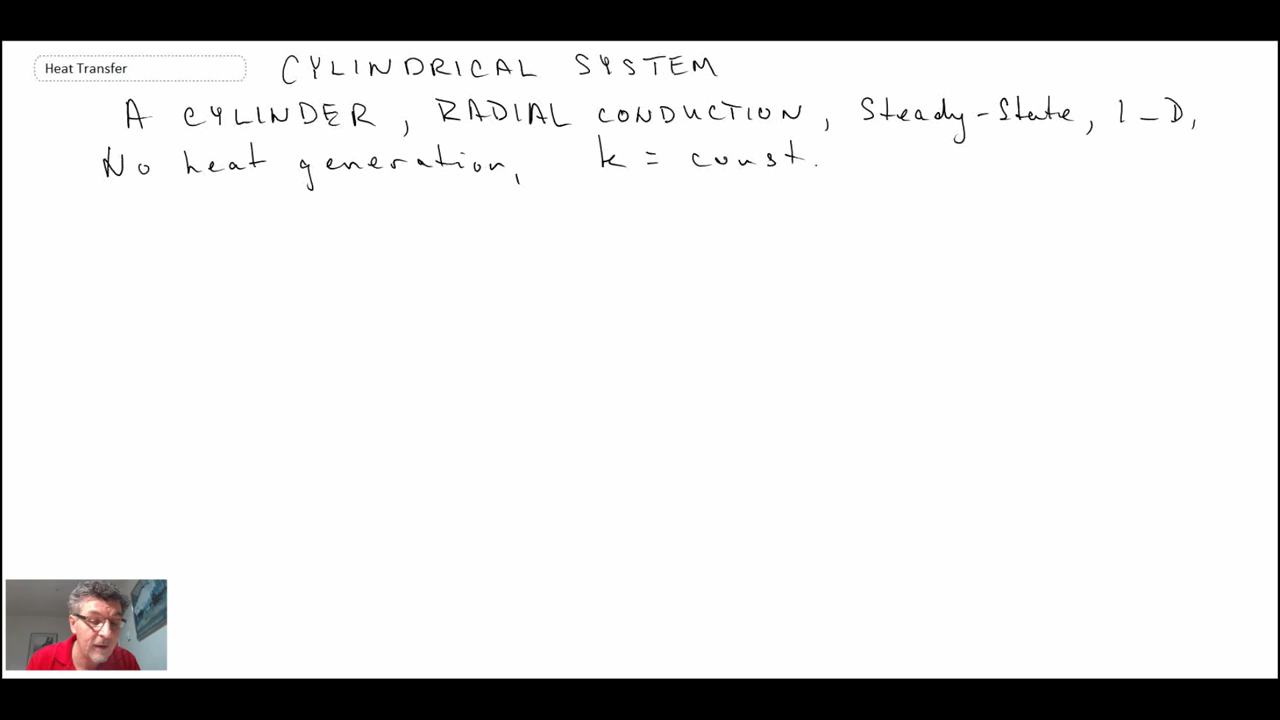 Heat Transfer
CYLINDRICAL SYSTEM
A CYLINDER, RADIAL CONDUCTION, Steady-State, 1-D,
No heat generation, k = const.